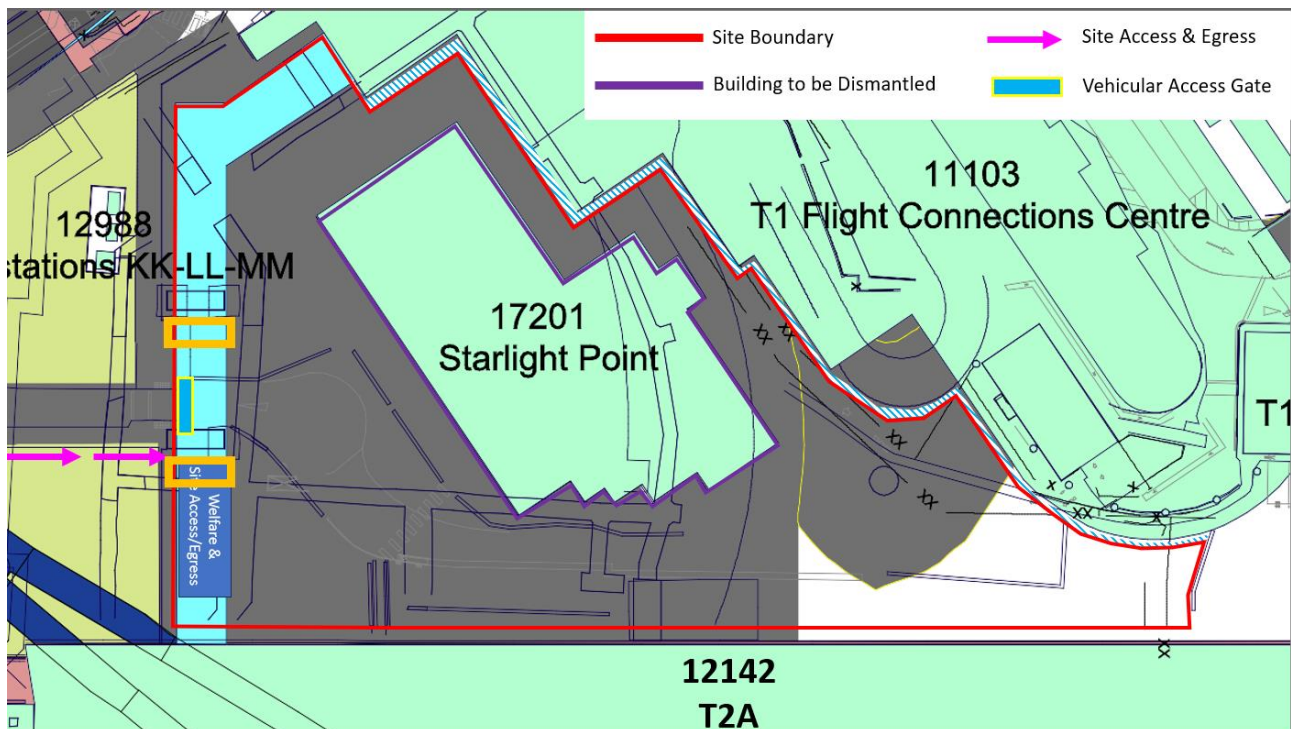 Site Boundary
Site Access & Egress
Building to be Dismantled
Vehicular Access Gate
11103
T1 Flight Connections Centre
12988
stations KK-LL-MM
17201
Starlight Point
T1
Welfare &
Site Access/Egress
12142
T2A